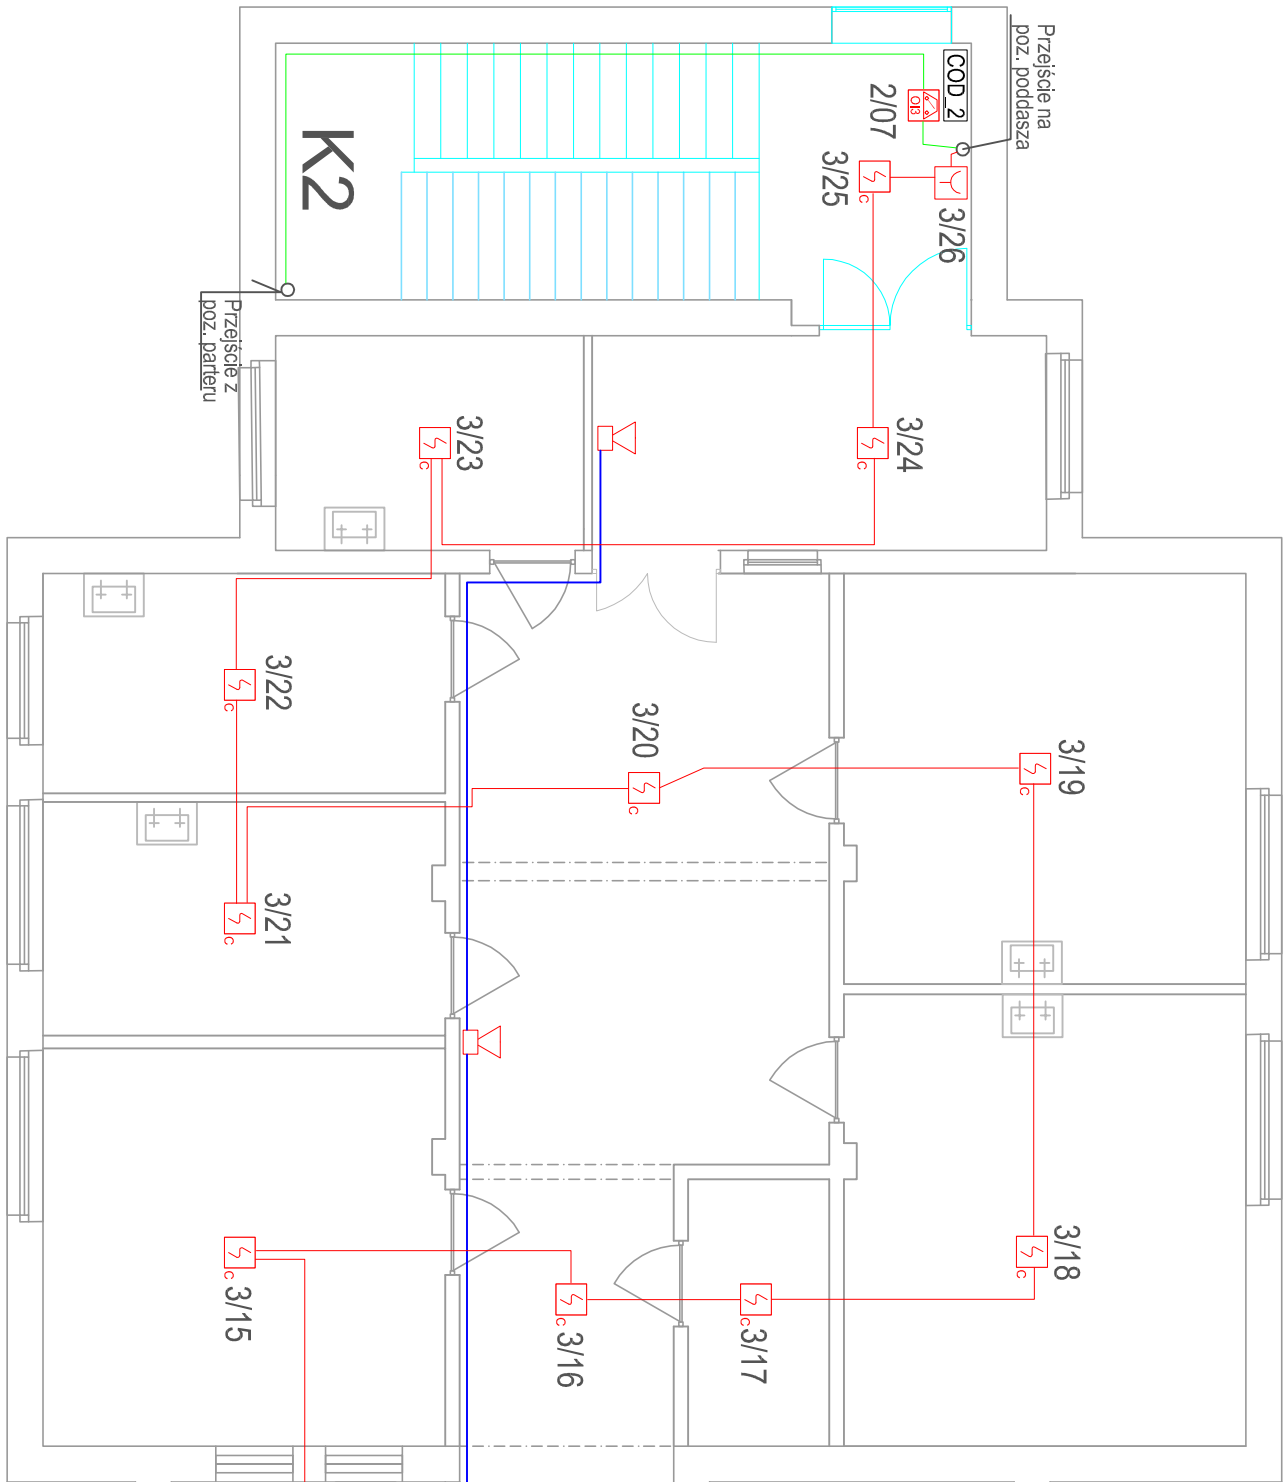 Przejście na
poz. poddasza
COD_2
OI3
2/07
3/25
C
3/26
K2
Przejście z
poz. parteru
3/23
C
3/24
C
3/22
C
3/20
C
3/19
C
3/21
C
3/18
C
3/15
C
3/16
C
3/17
C